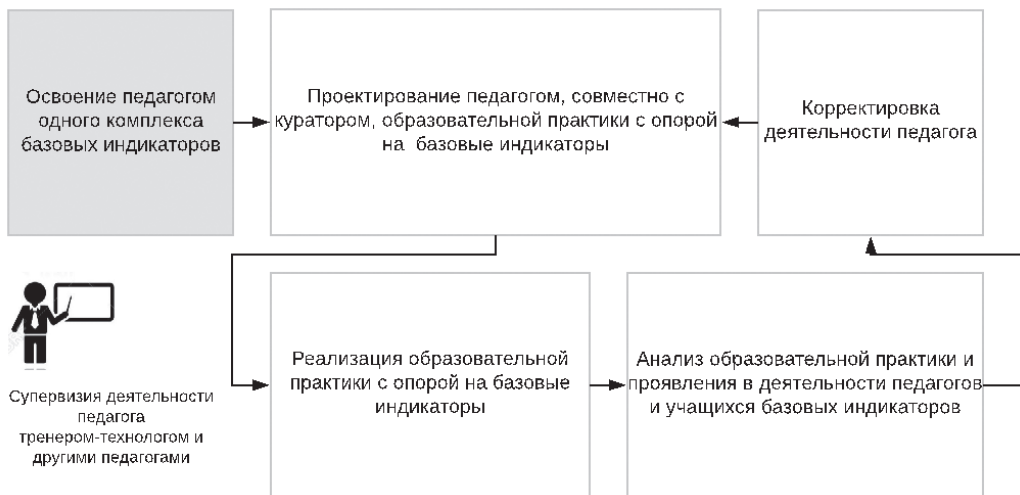 Освоение педагогом
одного комплекса
базовых индикаторов
Проектирование педагогом, совместно с
куратором, образовательной практики с опорой
на базовые индикаторы
Корректировка
деятельности педагога
Супервизия деятельности
педагога
тренером-технологом и
другими педагогами
Реализация образовательной
практики с опорой на базовые
индикаторы
Анализ образовательной практики и
проявления в деятельности педагогов
и учащихся базовых индикаторов